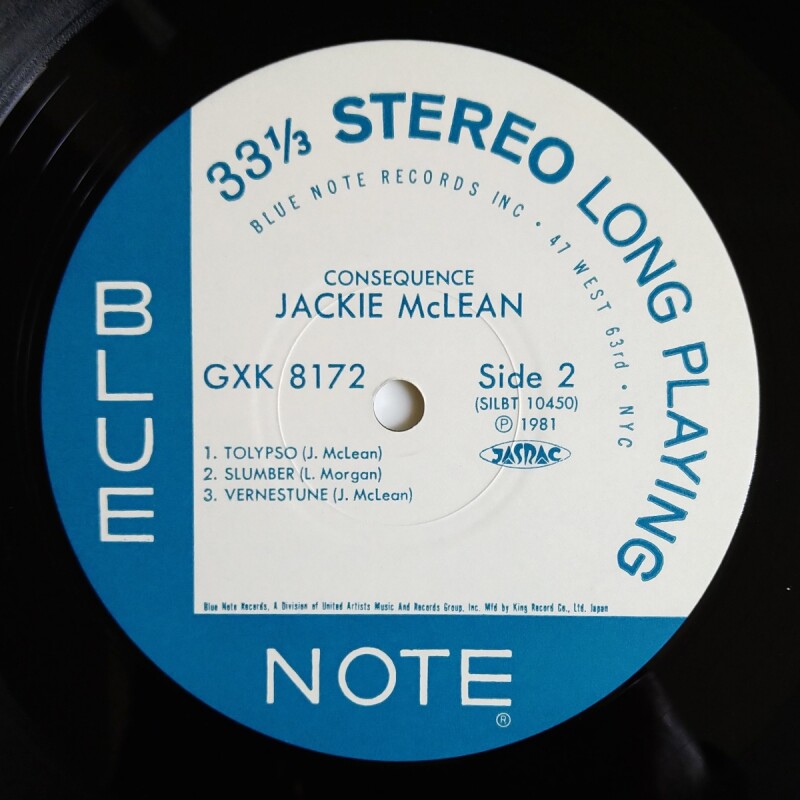 33⅓ STEREO LONG PLAYING
BLUE NOTE RECORDS INC • 47 WEST 63rd • NYC
CONSEQUENCE
JACKIE McLEAN
GXK 8172
Side 2
(SILBT 10450)
Ⓟ 1981
JASRAC
1. TOLYPSO (J. McLean)
2. SLUMBER (L. Morgan)
3. VERNESTUNE (J. McLean)
Blue Note Records, A Division of United Artists Music And Records Group, Inc. Mfd by King Record Co., Ltd. Japan
BLUE
NOTE
®